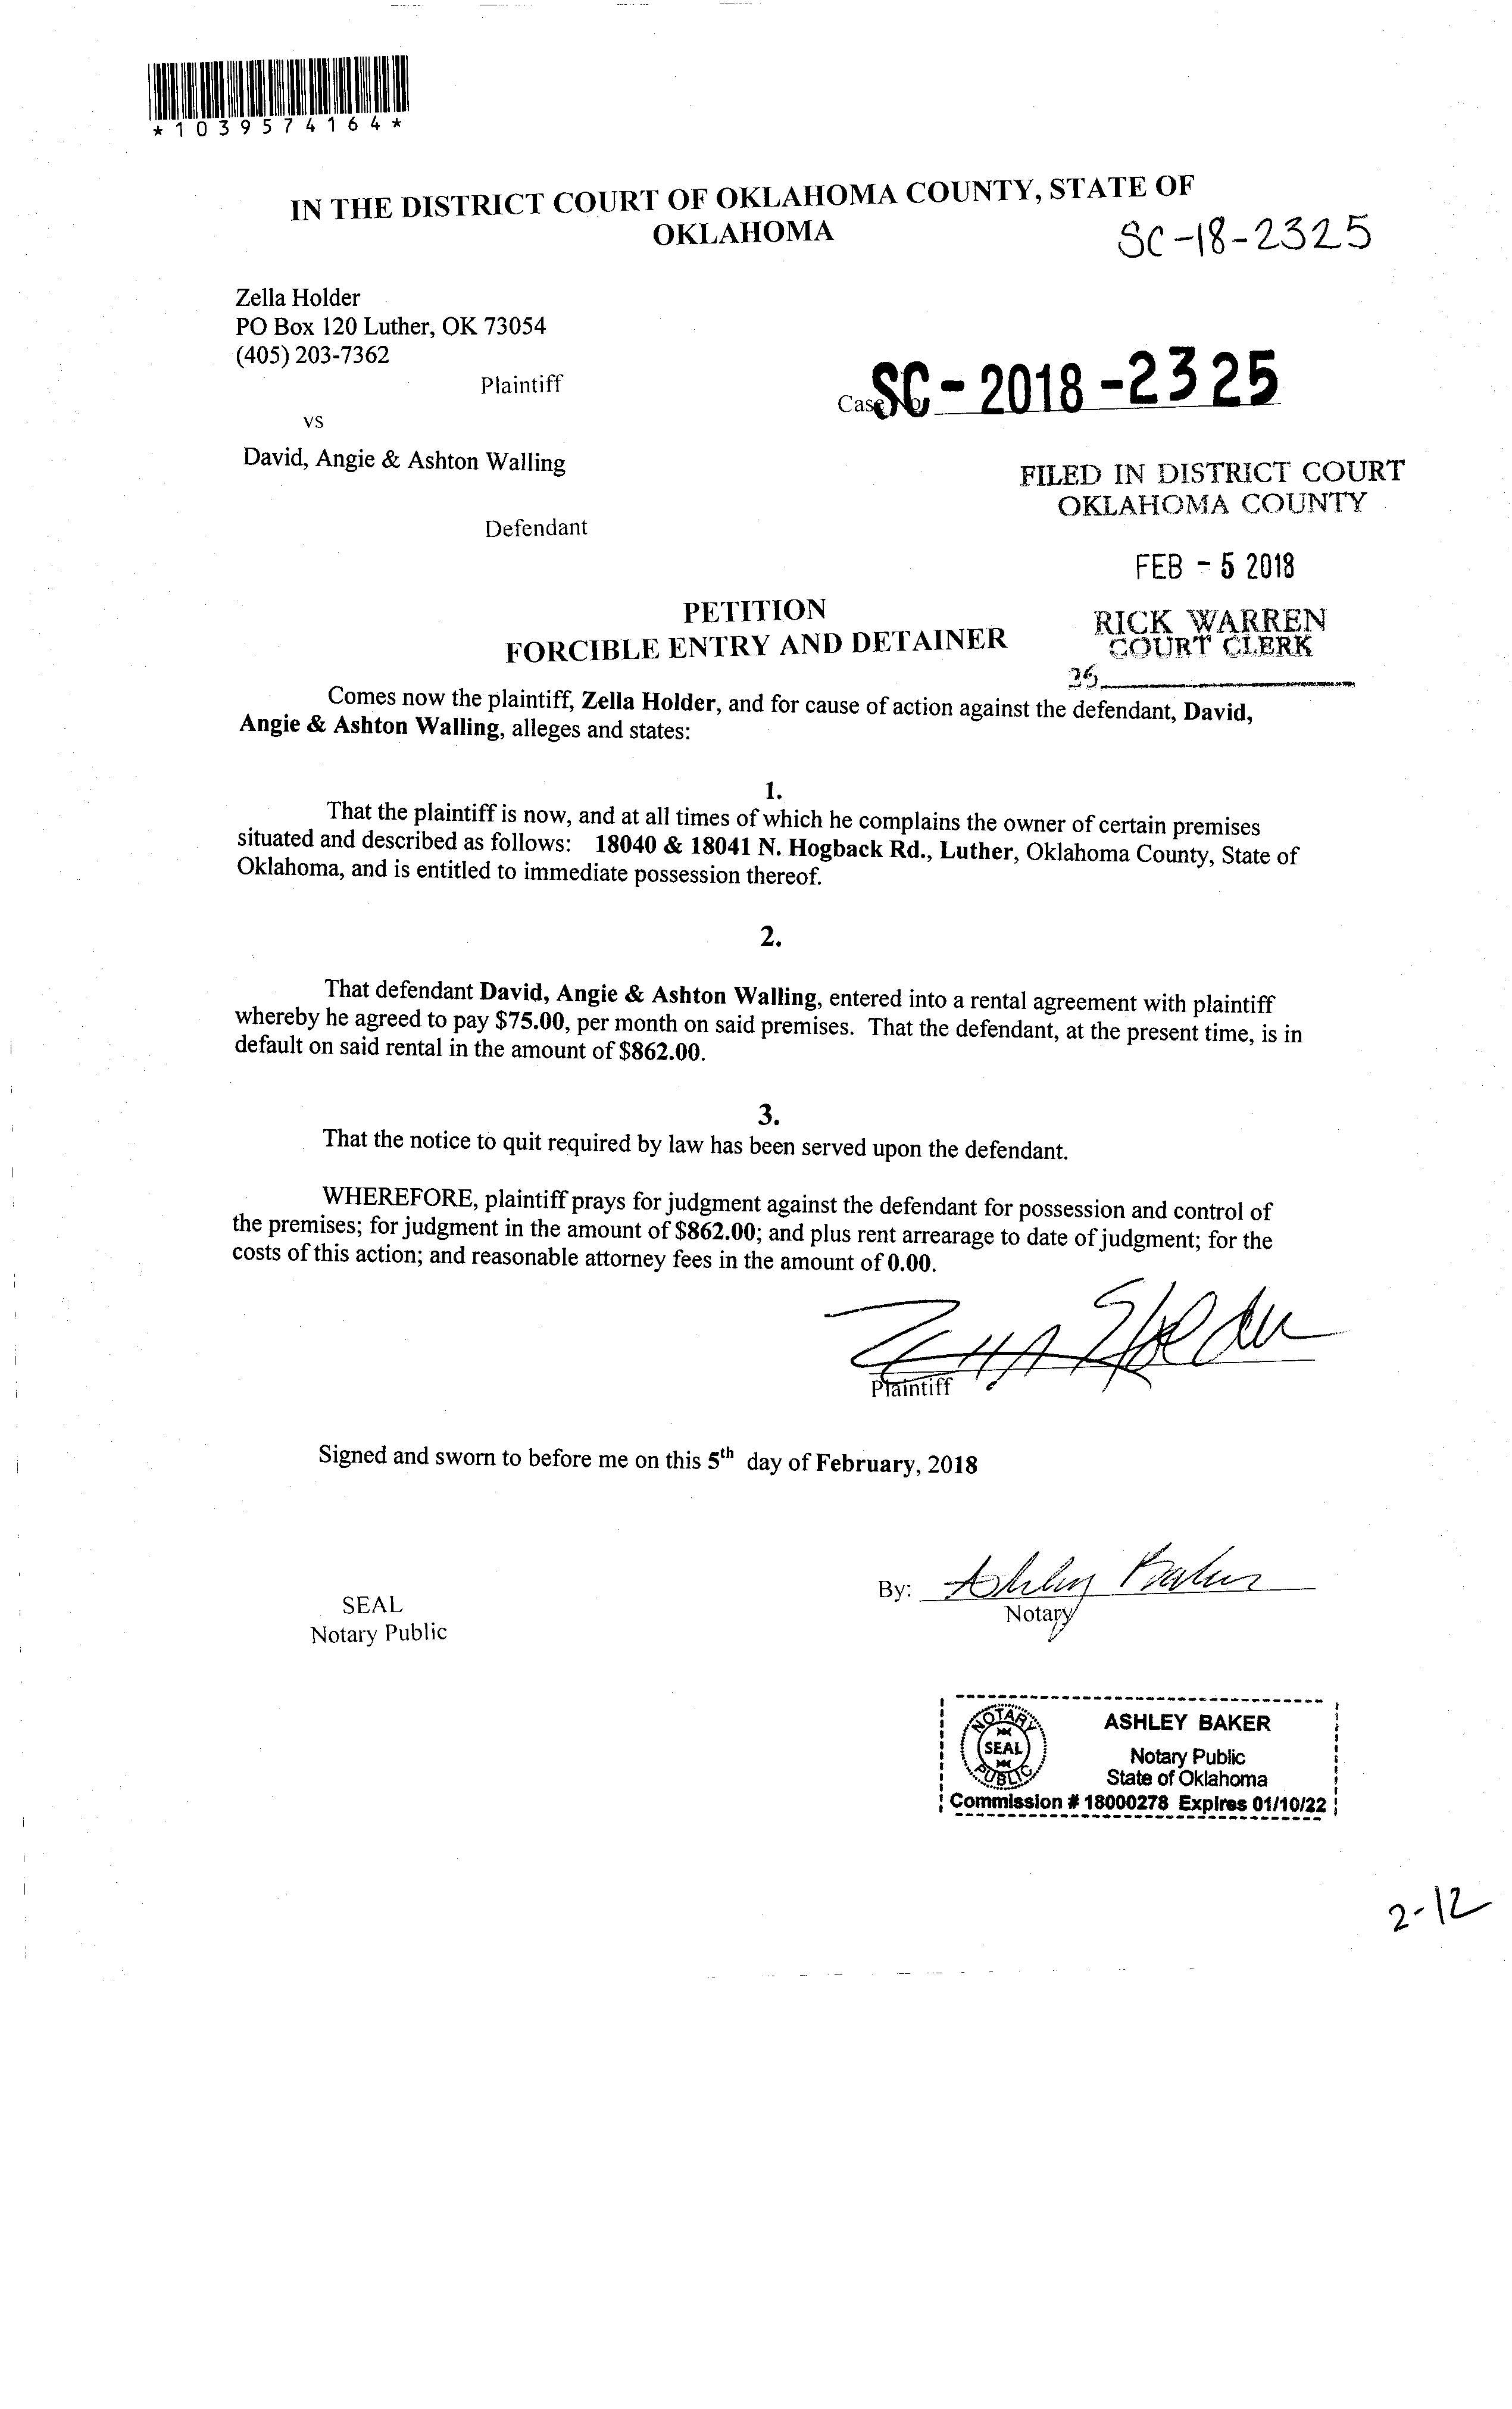 *1039574164*
IN THE DISTRICT COURT OF OKLAHOMA COUNTY, STATE OF
OKLAHOMA
SC-18-2325
Zella Holder
PO Box 120 Luther, OK 73054
(405) 203-7362
Plaintiff
Case No. SC-2018-2325
vs
David, Angie & Ashton Walling
FILED IN DISTRICT COURT
OKLAHOMA COUNTY
Defendant
FEB - 5 2018
PETITION
FORCIBLE ENTRY AND DETAINER
RICK WARREN
COURT CLERK
Comes now the plaintiff, Zella Holder, and for cause of action against the defendant, David,
Angie & Ashton Walling, alleges and states:
1.
That the plaintiff is now, and at all times of which he complains the owner of certain premises
situated and described as follows: 18040 & 18041 N. Hogback Rd., Luther, Oklahoma County, State of
Oklahoma, and is entitled to immediate possession thereof.
2.
That defendant David, Angie & Ashton Walling, entered into a rental agreement with plaintiff
whereby he agreed to pay $75.00, per month on said premises. That the defendant, at the present time, is in
default on said rental in the amount of $862.00.
3.
That the notice to quit required by law has been served upon the defendant.
WHEREFORE, plaintiff prays for judgment against the defendant for possession and control of
the premises; for judgment in the amount of $862.00; and plus rent arrearage to date of judgment; for the
costs of this action; and reasonable attorney fees in the amount of 0.00.
Plaintiff
Signed and sworn to before me on this 5th day of February, 2018
By: Ashley Baker
Notary
SEAL
Notary Public
NOTARY
SEAL
PUBLIC
ASHLEY BAKER
Notary Public
State of Oklahoma
Commission # 18000278 Expires 01/10/22
2-12